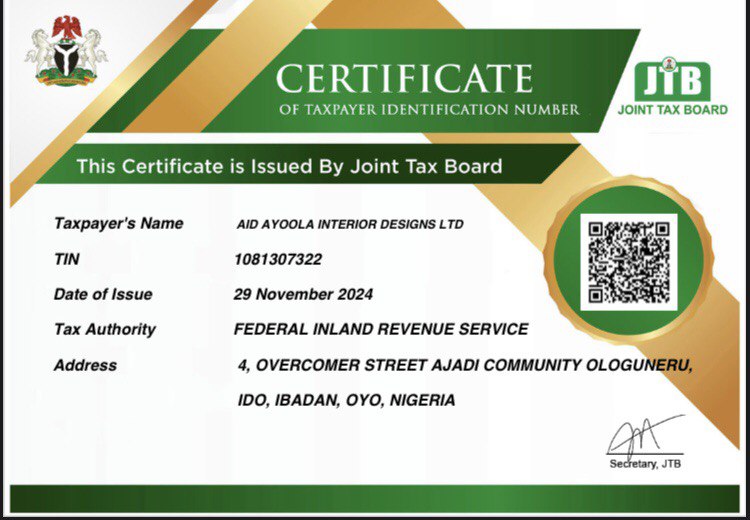 CERTIFICATE
OF TAXPAYER IDENTIFICATION NUMBER
JTB
JOINT TAX BOARD
This Certificate is Issued By Joint Tax Board
Taxpayer's Name AID AYOOLA INTERIOR DESIGNS LTD
TIN 1081307322
Date of Issue 29 November 2024
Tax Authority FEDERAL INLAND REVENUE SERVICE
Address 4, OVERCOMER STREET AJADI COMMUNITY OLOGUNERU,
IDO, IBADAN, OYO, NIGERIA
Secretary, JTB